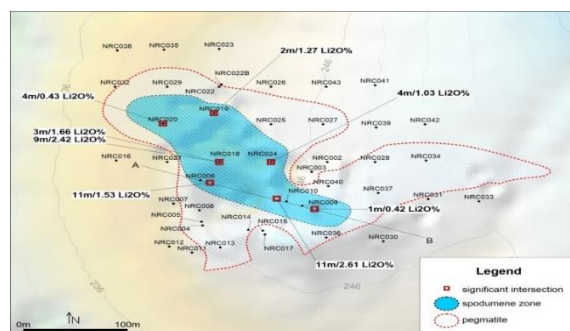 NRC038 NRC035 NRC023
2m/1.27 Li2O%
246
NRC022B
NRC032 NRC029 NRC026 NRC043 NRC041
NRC022
4m/0.43 Li2O% 4m/1.03 Li2O%
NRC019
NRC020 NRC025 NRC027 NRC042
NRC039
3m/1.66 Li2O%
9m/2.42 Li2O%
NRC016 NRC018 NRC024 NRC002 NRC028 NRC034
A NRC003
NRC006 NRC040
11m/1.53 Li2O% NRC010 NRC037
NRC031 NRC033
NRC007 NRC009
NRC008 1m/0.42 Li2O%
NRC005
NRC014 NRC015
NRC004 B
NRC036 NRC030
NRC012 NRC013 NRC017
NRC011
11m/2.61 Li2O%
236 246
Legend
significant intersection
spodumene zone
pegmatite
N
0m 100m